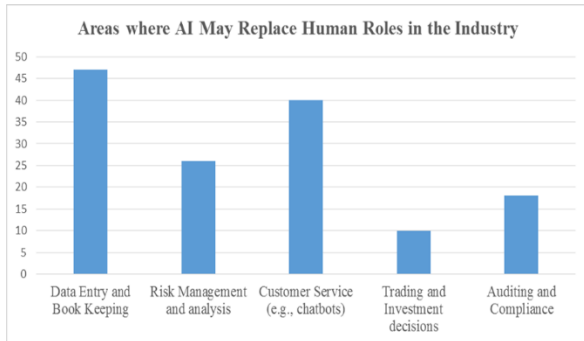 Areas where AI May Replace Human Roles in the Industry
50
45
40
35
30
25
20
15
10
5
0
Data Entry and
Book Keeping
Risk Management
and analysis
Customer Service
(e.g., chatbots)
Trading and
Investment
decisions
Auditing and
Compliance